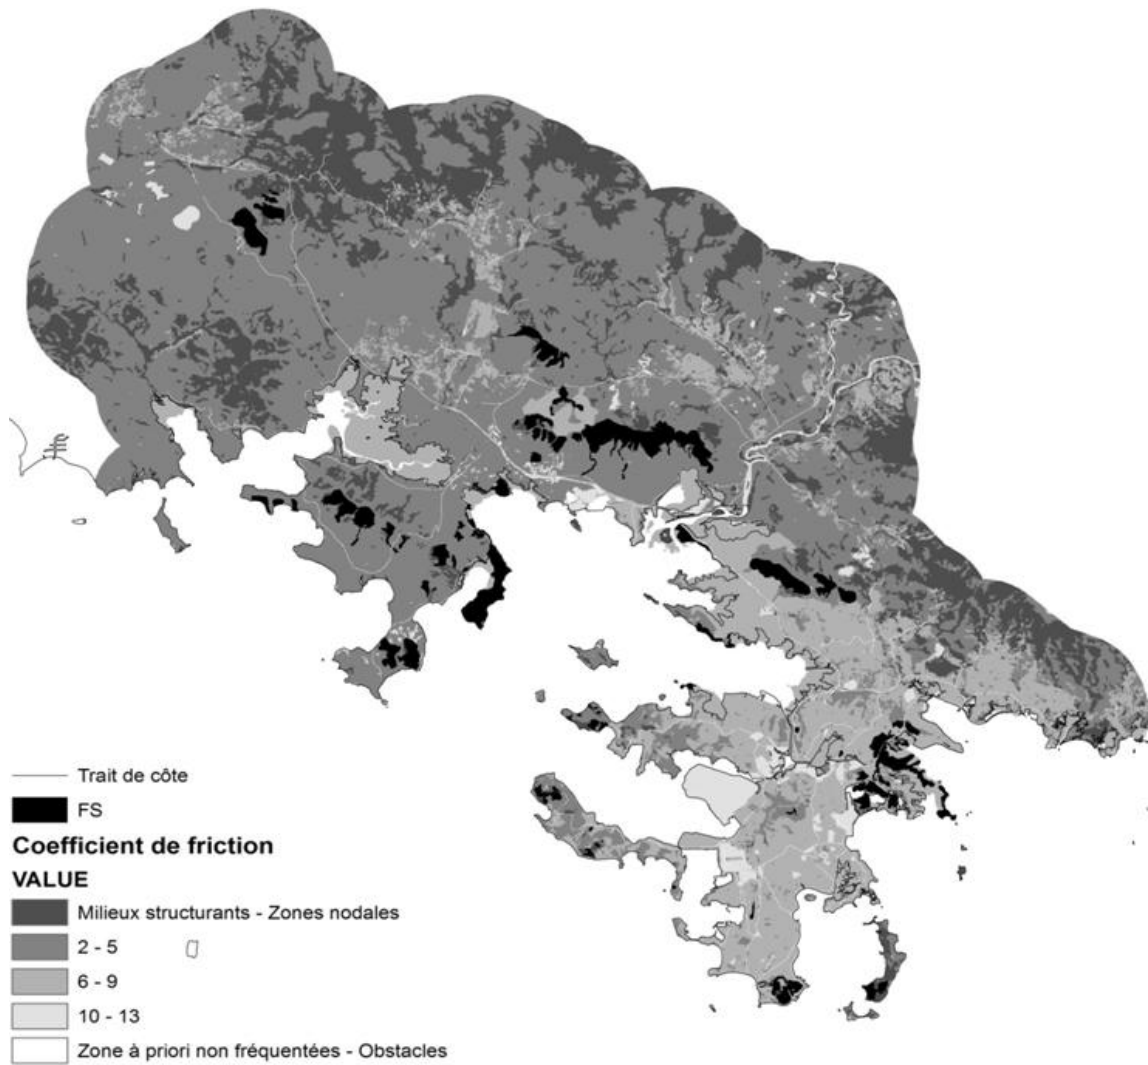 Trait de côte
FS
Coefficient de friction
VALUE
Milieux structurants - Zones nodales
2 - 5
6 - 9
10 - 13
Zone à priori non fréquentées - Obstacles